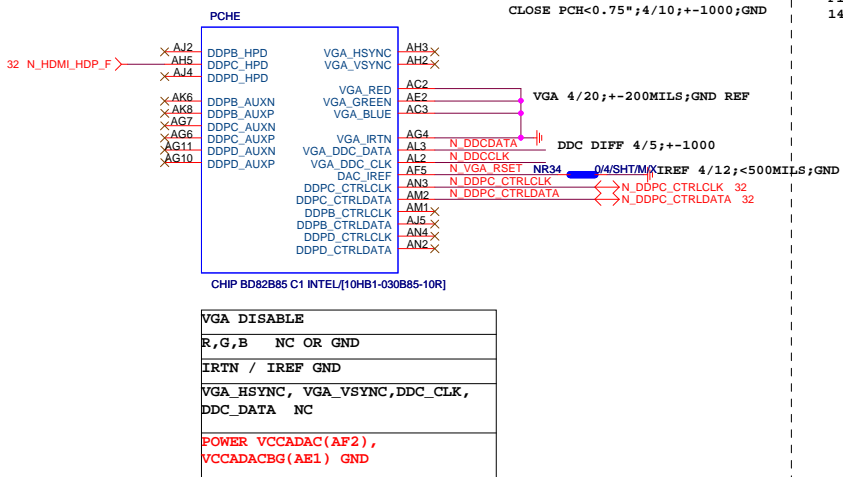 PCHE
CLOSE PCH<0.75";4/10;+-1000;GND
14
32 N_HDMI_HDP_F
AJ2 DDPB_HPD
AH5 DDPC_HPD
AJ4 DDPD_HPD
AK6 DDPB_AUXN
AK8 DDPB_AUXP
AG7 DDPC_AUXN
AG6 DDPC_AUXP
AG11 DDPD_AUXN
AG10 DDPD_AUXP
VGA_HSYNC AH3
VGA_VSYNC AH2
VGA_RED AC2
VGA_GREEN AE2
VGA_BLUE AC3
VGA 4/20;+-200MILS;GND REF
VGA_IRTN AG4
VGA_DDC_DATA AL3 N_DDCDATA
DDC DIFF 4/5;+-1000
VGA_DDC_CLK AL2 N_DDCCLK
DAC_IREF AF5 N_VGA_RSET NR34 0/4/SHT/M/X IREF 4/12;<500MILS;GND
DDPC_CTRLCLK AN3 N_DDPC_CTRLCLK N_DDPC_CTRLCLK 32
DDPC_CTRLDATA AM2 N_DDPC_CTRLDATA N_DDPC_CTRLDATA 32
DDPB_CTRLCLK AM1
DDPB_CTRLDATA AJ5
DDPD_CTRLCLK AN4
DDPD_CTRLDATA AN2
CHIP BD82B85 C1 INTEL/[10HB1-030B85-10R]
VGA DISABLE
R,G,B NC OR GND
IRTN / IREF GND
VGA_HSYNC, VGA_VSYNC,DDC_CLK,
DDC_DATA NC
POWER VCCADAC(AF2),
VCCADACBG(AE1) GND